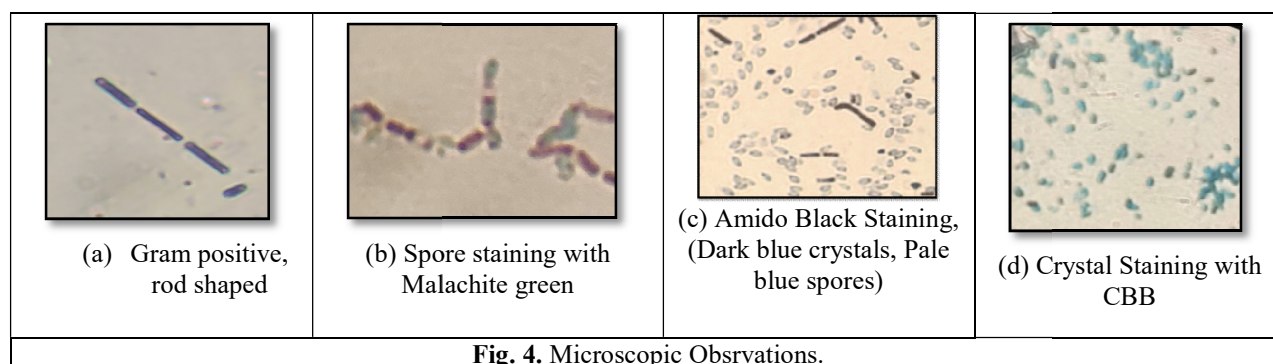 (a) Gram positive,
rod shaped
(b) Spore staining with
Malachite green
(c) Amido Black Staining,
(Dark blue crystals, Pale
blue spores)
(d) Crystal Staining with
CBB
Fig. 4. Microscopic Obsrvations.